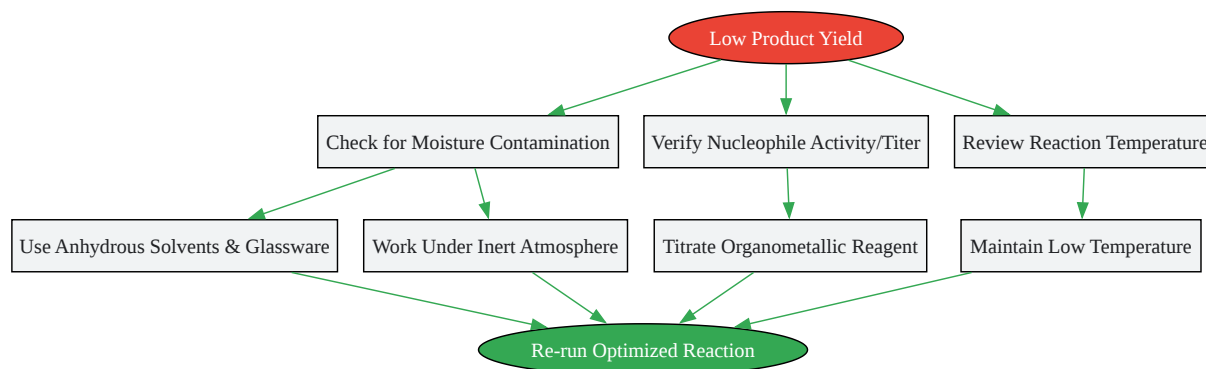 Low Product Yield
Check for Moisture Contamination
Verify Nucleophile Activity/Titer
Review Reaction Temperature
Use Anhydrous Solvents & Glassware
Work Under Inert Atmosphere
Titrate Organometallic Reagent
Maintain Low Temperature
Re-run Optimized Reaction